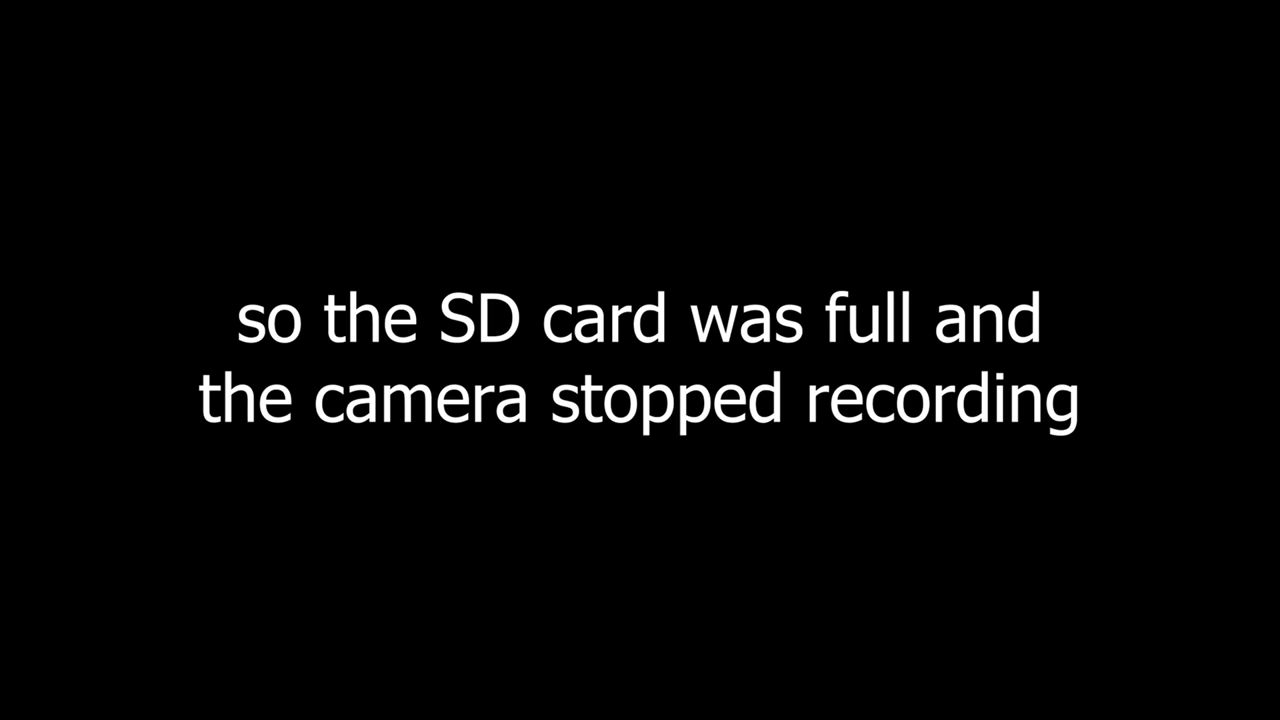 so the SD card was full and
the camera stopped recording